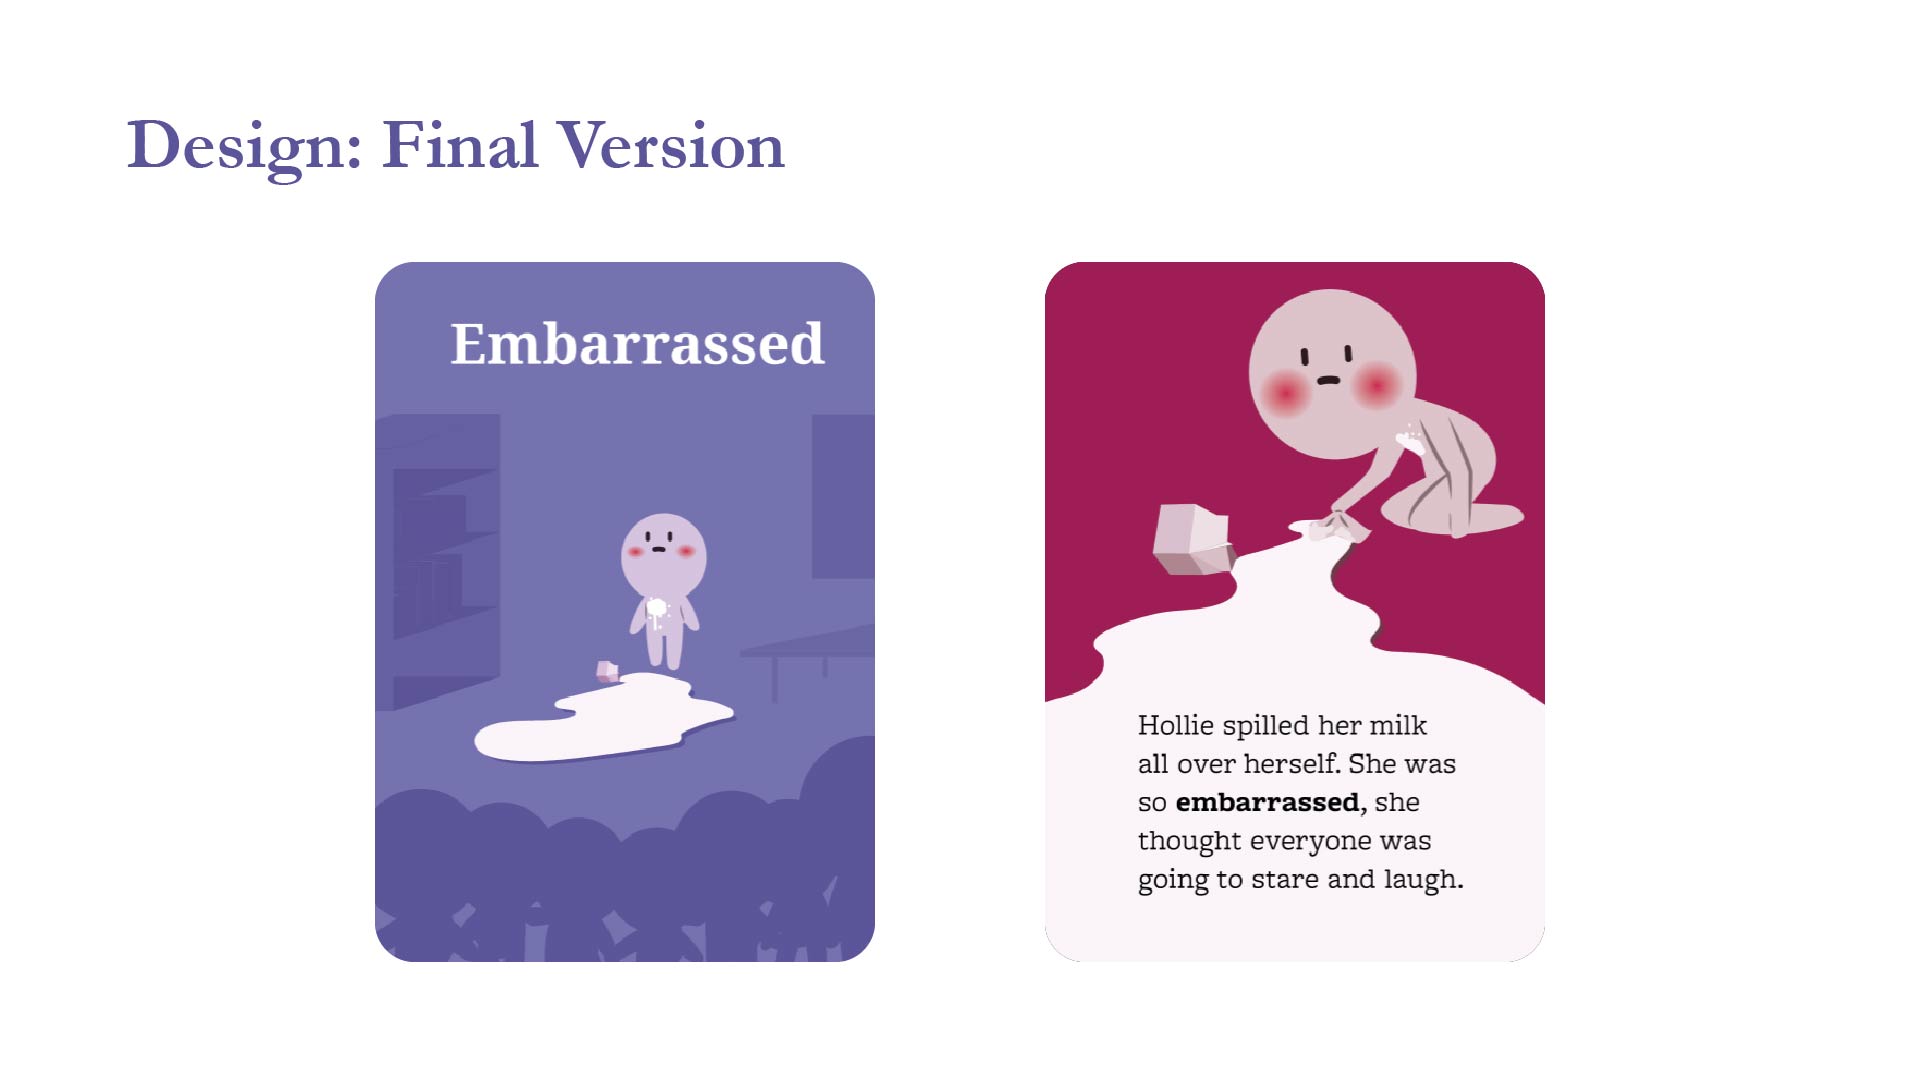 Design: Final Version
Embarrassed
Hollie spilled her milk
all over herself. She was
so embarrassed, she
thought everyone was
going to stare and laugh.